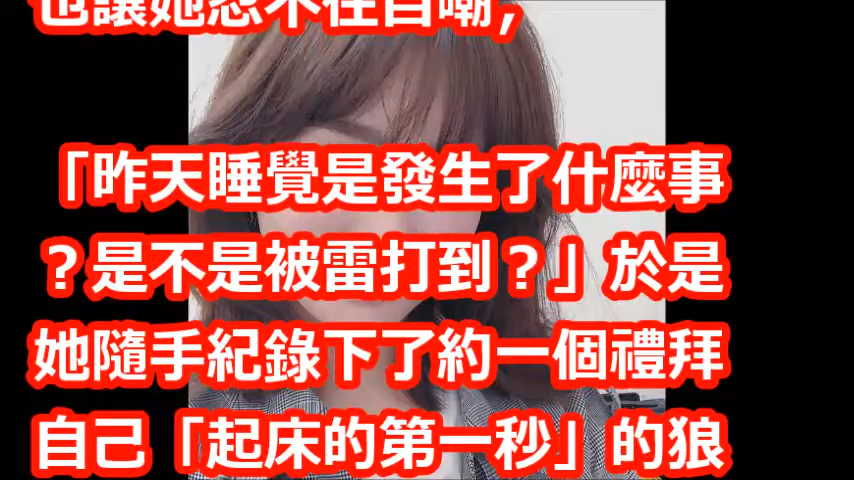 也讓她忍不住自嘲，
「昨天睡覺是發生了什麼事
？是不是被雷打到？」於是
她隨手紀錄下了約一個禮拜
自己「起床的第一秒」的狼